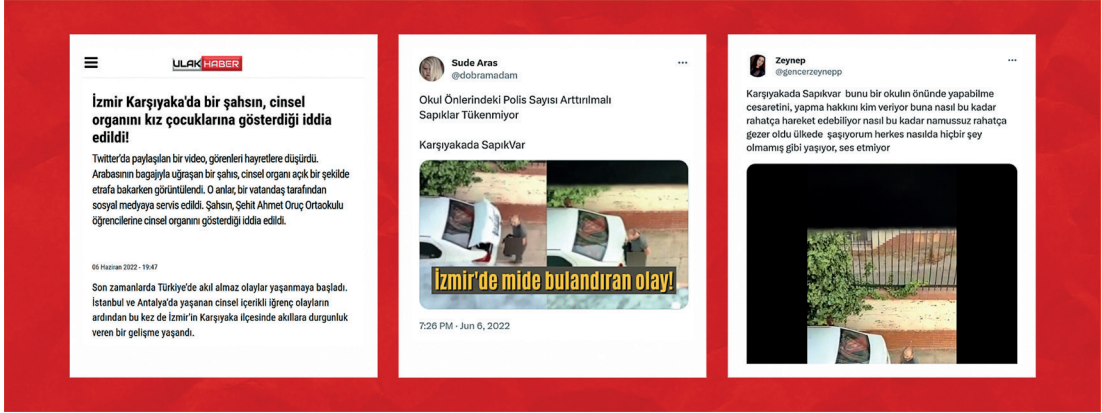 ULAK HABER
İzmir Karşıyaka'da bir şahsın, cinsel
organını kız çocuklarına gösterdiği iddia
edildi!
Twitter'da paylaşılan bir video, görenleri hayretlere düşürdü.
Arabasının bagajıyla uğraşan bir şahıs, cinsel organı açık bir şekilde
etrafa bakarken görüntülendi. O anlar, bir vatandaş tarafından
sosyal medyaya servis edildi. Şahsın, Şehit Ahmet Oruç Ortaokulu
öğrencilerine cinsel organını gösterdiği iddia edildi.
06 Haziran 2022 - 19:47
Son zamanlarda Türkiye'de akıl almaz olaylar yaşanmaya başladı.
İstanbul ve Antalya'da yaşanan cinsel içerikli iğrenç olayların
ardından bu kez de İzmir'in Karşıyaka ilçesinde akıllara durgunluk
veren bir gelişme yaşandı.
Sude Aras
@dobramadam
Okul Önlerindeki Polis Sayısı Arttırılmalı
Sapıklar Tükenmiyor
Karşıyakada SapıkVar
İzmir'de mide bulandıran olay!
7:26 PM · Jun 6, 2022
Zeynep
@gencerzeynepp
Karşıyakada Sapıkvar bunu bir okulın önünde yapabilme
cesaretini, yapma hakkını kim veriyor buna nasıl bu kadar
rahatça hareket edebiliyor nasıl bu kadar namussuz rahatça
gezer oldu ülkede şaşıyorum herkes nasılda hiçbir şey
olmamış gibi yaşıyor, ses etmiyor